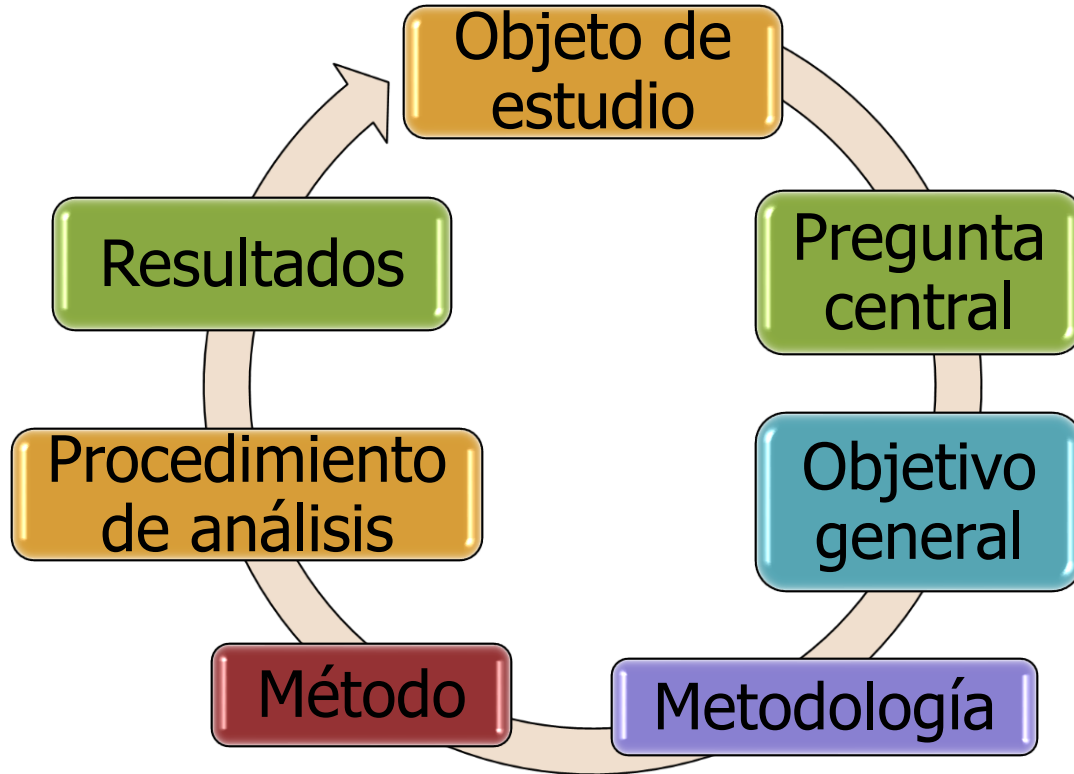 Objeto de
estudio
Pregunta
central
Objetivo
general
Metodología
Método
Procedimiento
de análisis
Resultados